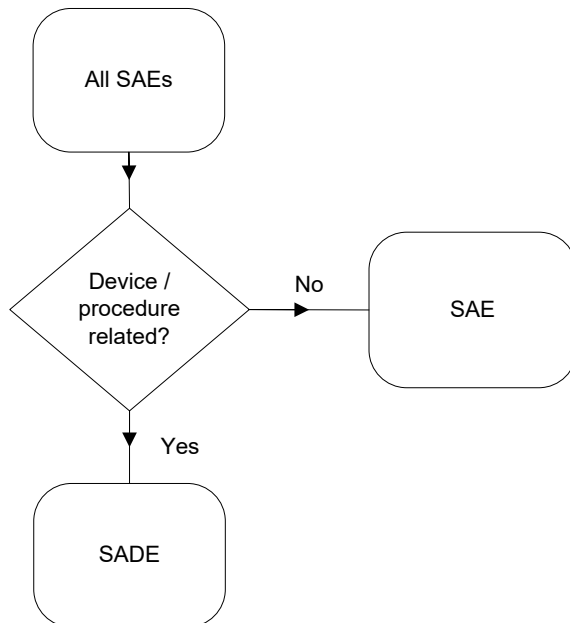 All SAEs
Device /
procedure
related?
No
SAE
Yes
SADE